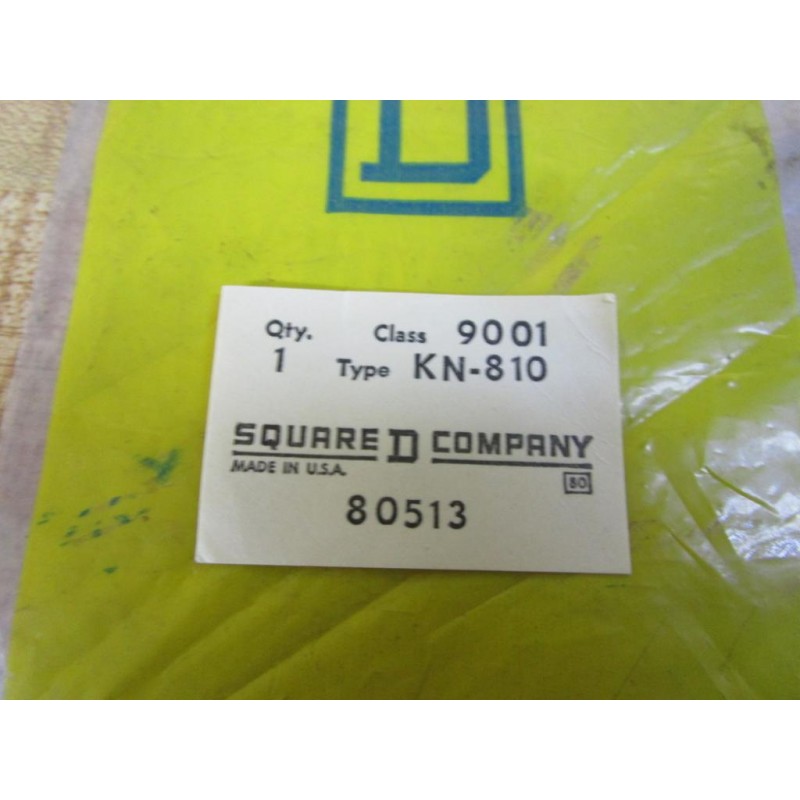 D
Qty. Class 9001
1 Type KN-810
SQUARE D COMPANY
MADE IN U.S.A.
80
80513